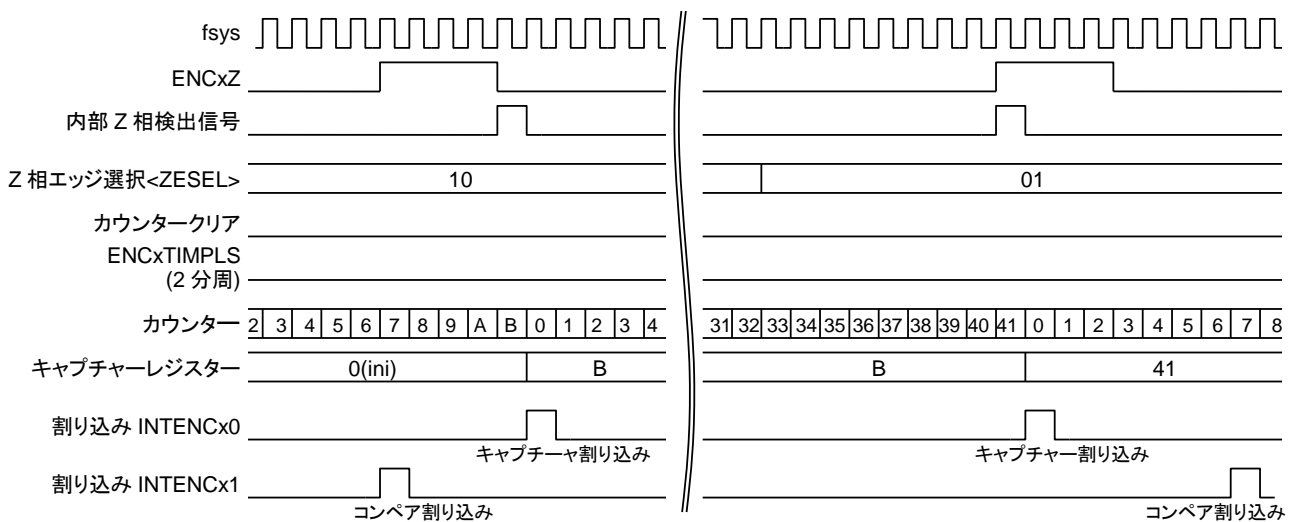 fsys
ENCxZ
内部 Z 相検出信号
Z 相エッジ選択<ZESEL> 10 01
カウンタークリア
ENCxTIMPLS
(2 分周)
カウンター 2 3 4 5 6 7 8 9 A B 0 1 2 3 4 31 32 33 34 35 36 37 38 39 40 41 0 1 2 3 4 5 6 7 8
キャプチャーレジスター 0(ini) B B 41
割り込み INTENCx0
キャプチーャ割り込み キャプチャー割り込み
割り込み INTENCx1
コンペア割り込み コンペア割り込み